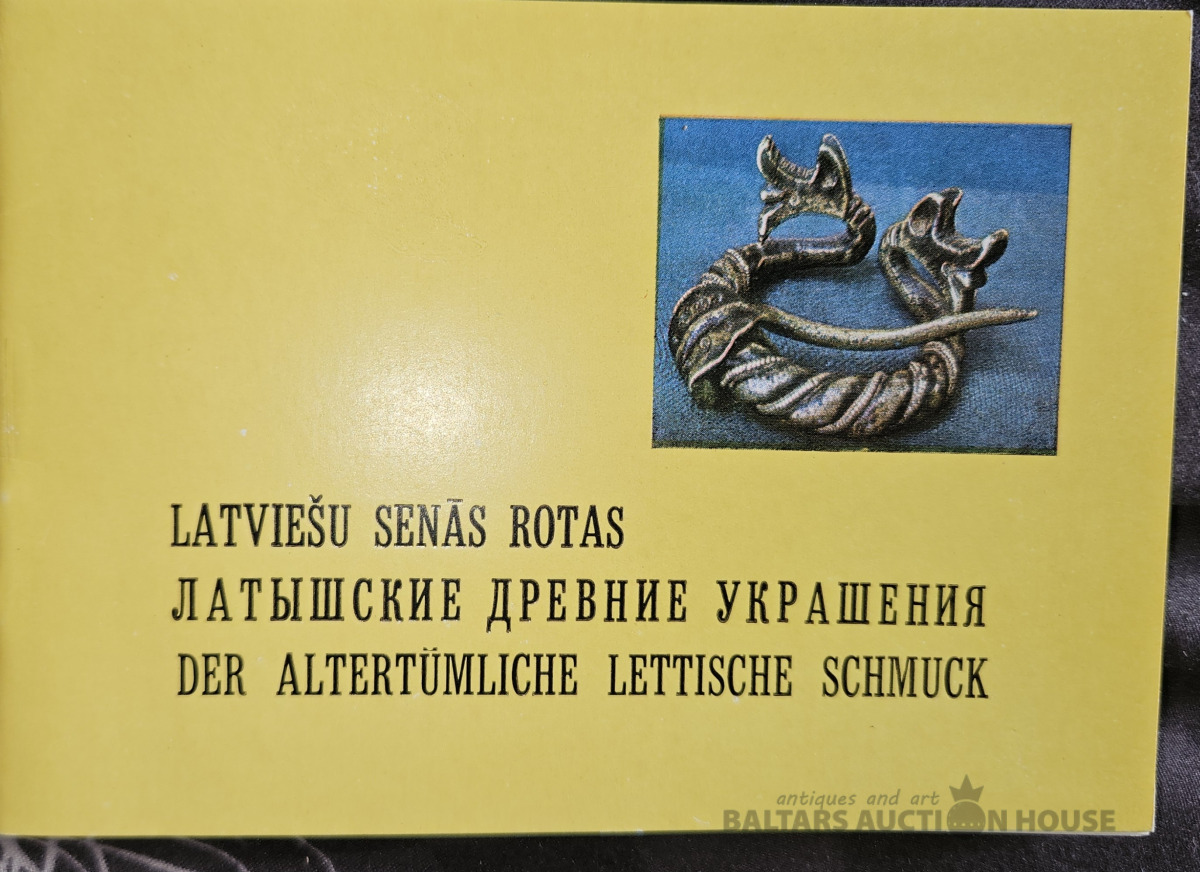 LATVIEŠU SENĀS ROTAS
ЛАТЫШСКИЕ ДРЕВНИЕ УКРАШЕНИЯ
DER ALTERTÜMLICHE LETTISCHE SCHMUCK
antiques and art
BALTARS AUCTION HOUSE